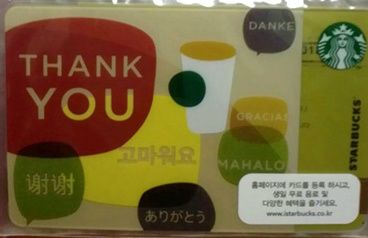 DANKE
THANK
YOU
GRACIAS
고마워요
MAHALO
谢谢
ありがとう
STARBUCKS
홈페이지에 카드를 등록 하시고,
생일 무료 음료 및
다양한 혜택을 즐기세요.
www.istarbucks.co.kr